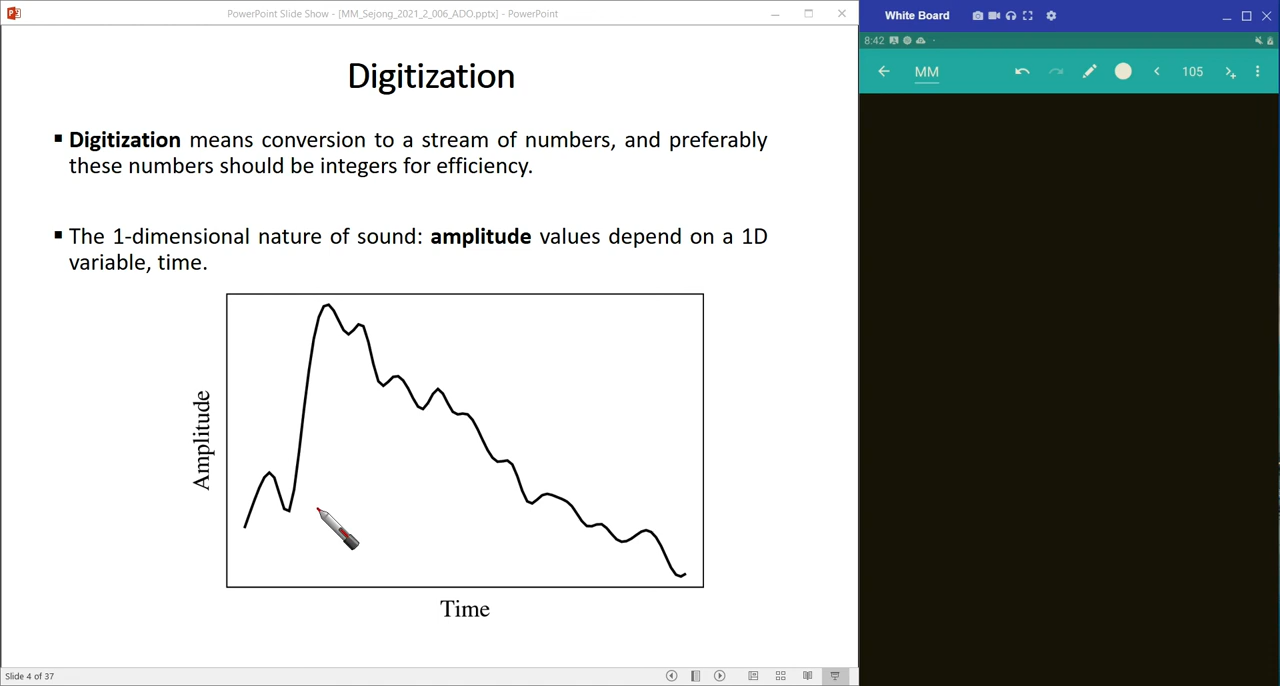 PowerPoint Slide Show - [MM_Sejong_2021_2_006_ADO.pptx] - PowerPoint
White Board
8:42
MM
105
Digitization
▪ Digitization means conversion to a stream of numbers, and preferably
these numbers should be integers for efficiency.
▪ The 1-dimensional nature of sound: amplitude values depend on a 1D
variable, time.
Amplitude
Time
Slide 4 of 37